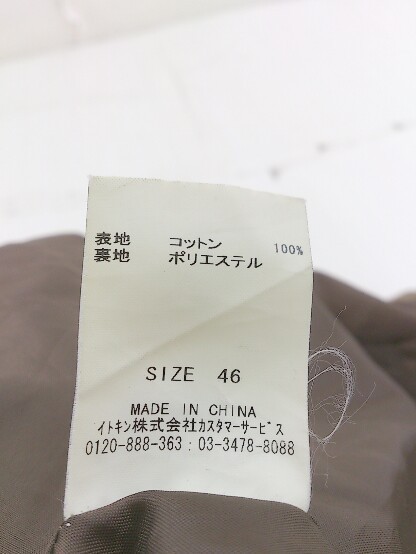 表地 コットン 100%
裏地 ポリエステル
SIZE 46
MADE IN CHINA
イトキン株式会社カスタマーサービス
0120-888-363：03-3478-8088